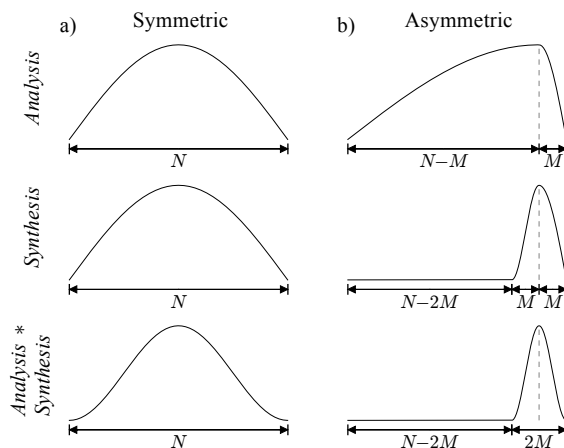 a) Symmetric b) Asymmetric
Analysis
N
N−M M
Synthesis
N
N−2M M M
Analysis *
Synthesis
N
N−2M 2M